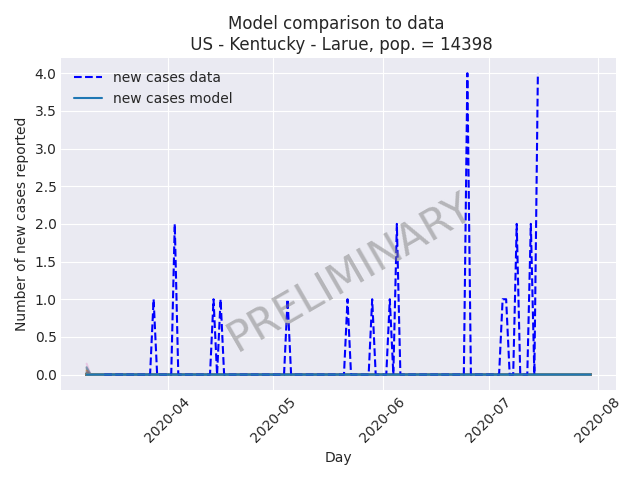 Model comparison to data
US - Kentucky - Larue, pop. = 14398
new cases data
new cases model
Number of new cases reported
4.0
3.5
3.0
2.5
2.0
1.5
1.0
0.5
0.0
PRELIMINARY
2020-04
2020-05
2020-06
2020-07
2020-08
Day